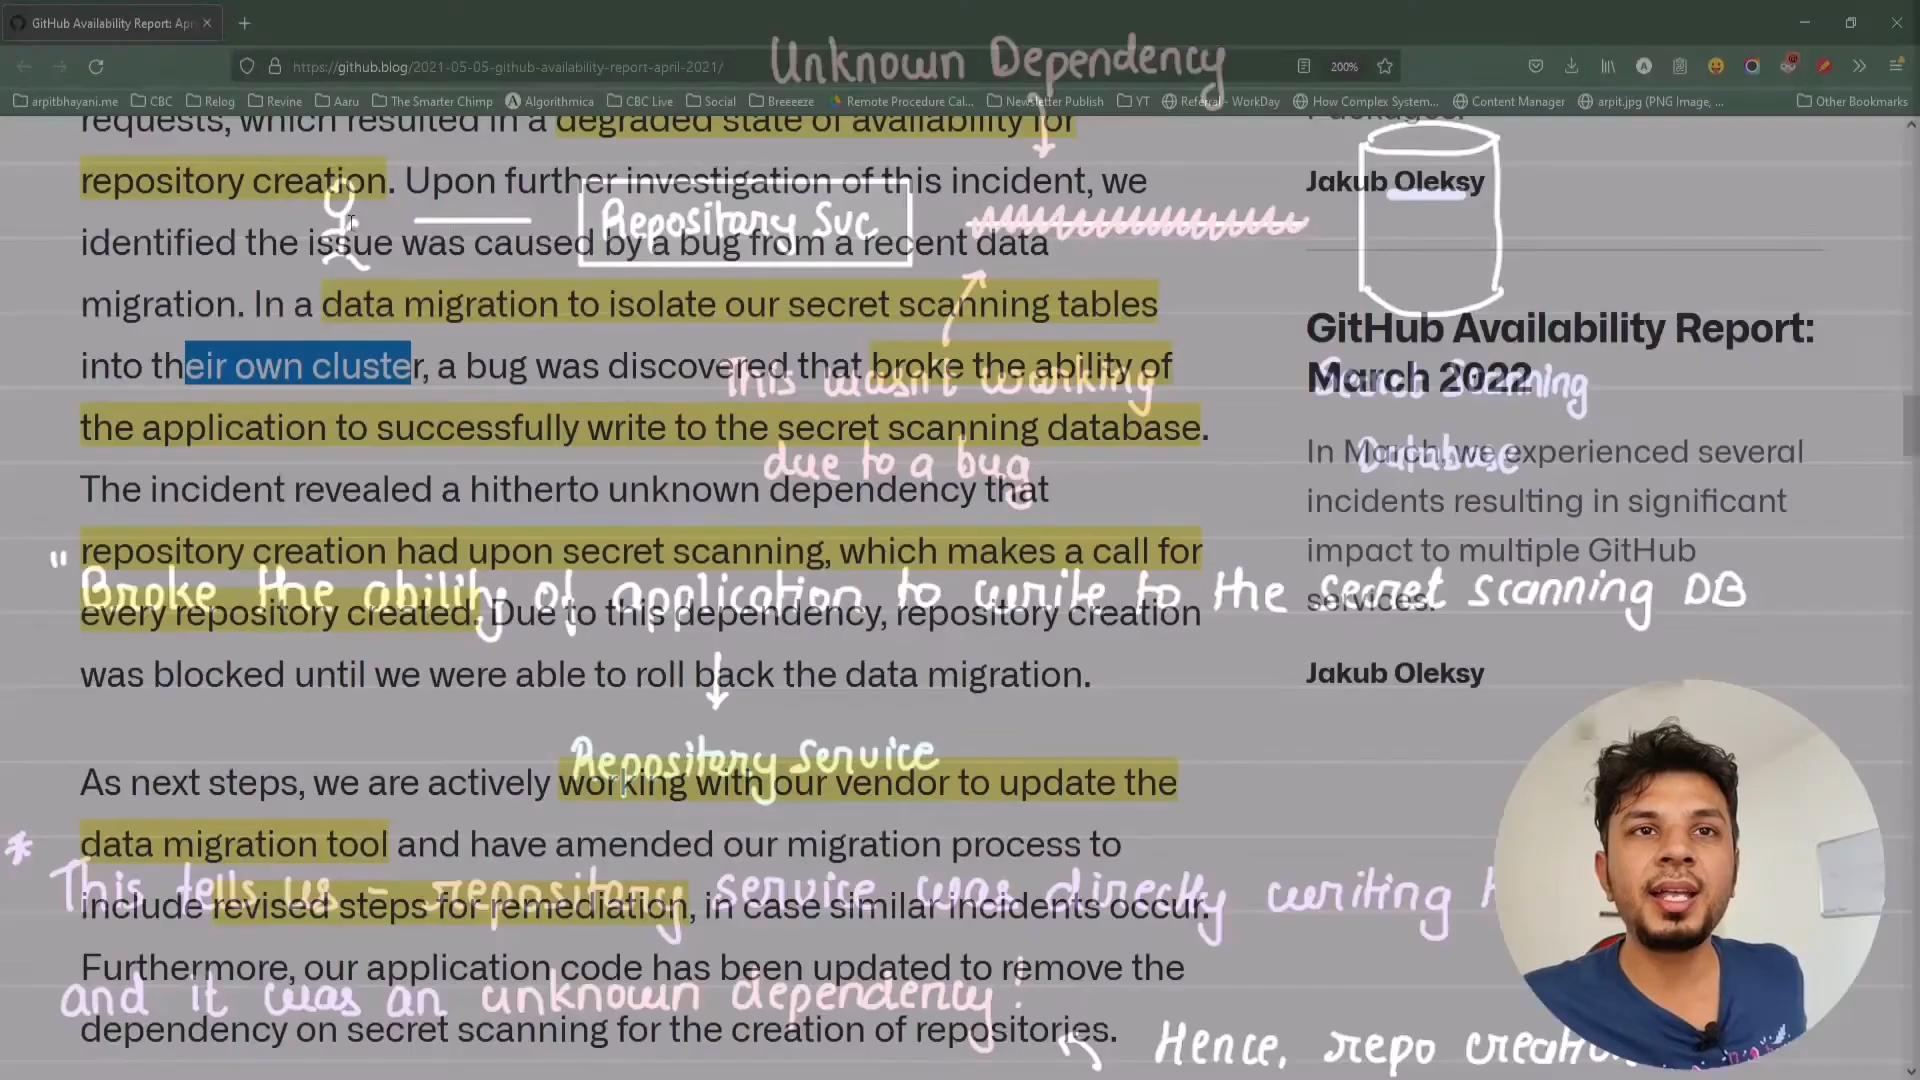 GitHub Availability Report: Apr
Unknown Dependency
https://github.blog/2021-05-05-github-availability-report-april-2021/
200%
arpitbhayani.me CBC Relog Revine Aaru The Smarter Chimp Algorithmica CBC Live Social Breeeeze Remote Procedure Cal... Newsletter Publish YT Referral - WorkDay How Complex System... Content Manager arpit.jpg (PNG Image, ... Other Bookmarks
requests, which resulted in a degraded state of availability for
repository creation. Upon further investigation of this incident, we
identified the issue was caused by a bug from a recent data
migration. In a data migration to isolate our secret scanning tables
into their own cluster, a bug was discovered that broke the ability of
the application to successfully write to the secret scanning database.
The incident revealed a hitherto unknown dependency that
repository creation had upon secret scanning, which makes a call for
every repository created. Due to this dependency, repository creation
was blocked until we were able to roll back the data migration.
As next steps, we are actively working with our vendor to update the
data migration tool and have amended our migration process to
include revised steps for remediation, in case similar incidents occur.
Furthermore, our application code has been updated to remove the
dependency on secret scanning for the creation of repositories.
Packages.
Jakub Oleksy
GitHub Availability Report:
March 2022
In March, we experienced several
incidents resulting in significant
impact to multiple GitHub
services.
Jakub Oleksy
Repository Svc
This wasn't working
due to a bug
Search Scanning
Database
"Broke the ability of application to write to the secret scanning DB
Repository Service
* This tells us - repository service was directly writing
and it was an unknown dependency!
Hence, repo